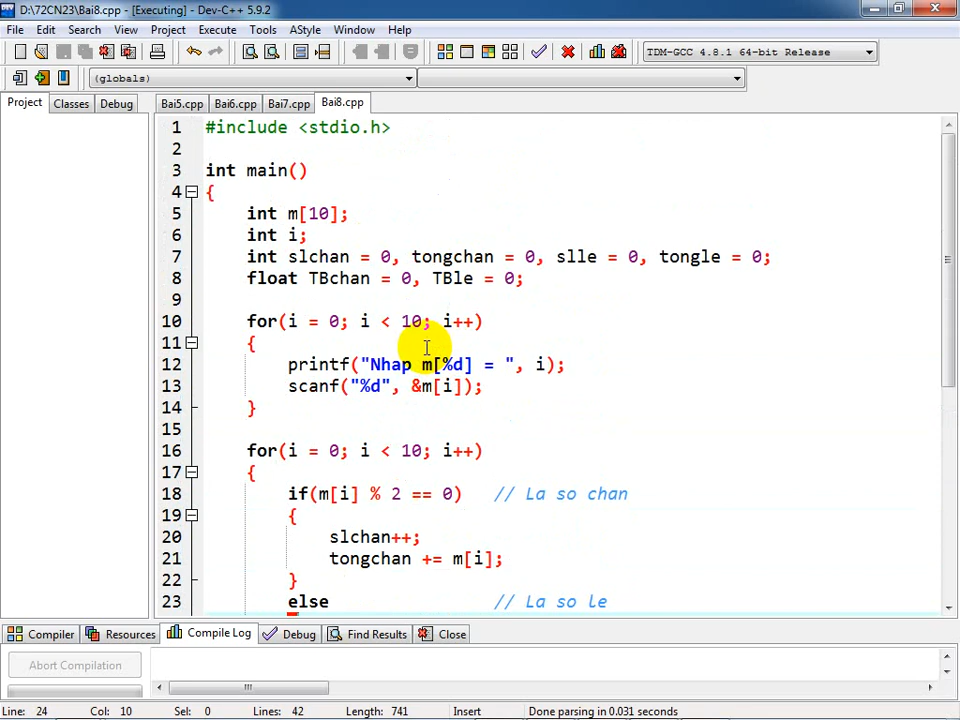 D:\72CN23\Bai8.cpp - [Executing] - Dev-C++ 5.9.2
File Edit Search View Project Execute Tools AStyle Window Help
TDM-GCC 4.8.1 64-bit Release
(globals)
Project Classes Debug Bai5.cpp Bai6.cpp Bai7.cpp Bai8.cpp
1 #include <stdio.h>
2
3 int main()
4 {
5 int m[10];
6 int i;
7 int slchan = 0, tongchan = 0, slle = 0, tongle = 0;
8 float TBchan = 0, TBle = 0;
9
10 for(i = 0; i < 10; i++)
11 {
12 printf("Nhap m[%d] = ", i);
13 scanf("%d", &m[i]);
14 }
15
16 for(i = 0; i < 10; i++)
17 {
18 if(m[i] % 2 == 0) // La so chan
19 {
20 slchan++;
21 tongchan += m[i];
22 }
23 else // La so le
Compiler Resources Compile Log Debug Find Results Close
Abort Compilation
Line: 24 Col: 10 Sel: 0 Lines: 42 Length: 741 Insert Done parsing in 0.031 seconds